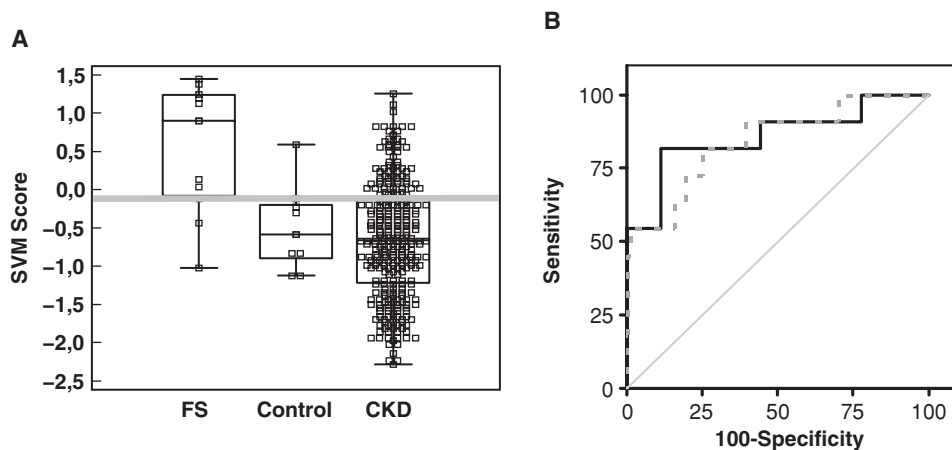 A
SVM Score
1,5
1,0
0,5
0,0
−0,5
−1,0
−1,5
−2,0
−2,5
FS Control CKD
B
Sensitivity
100
75
50
25
0
0 25 50 75 100
100-Specificity